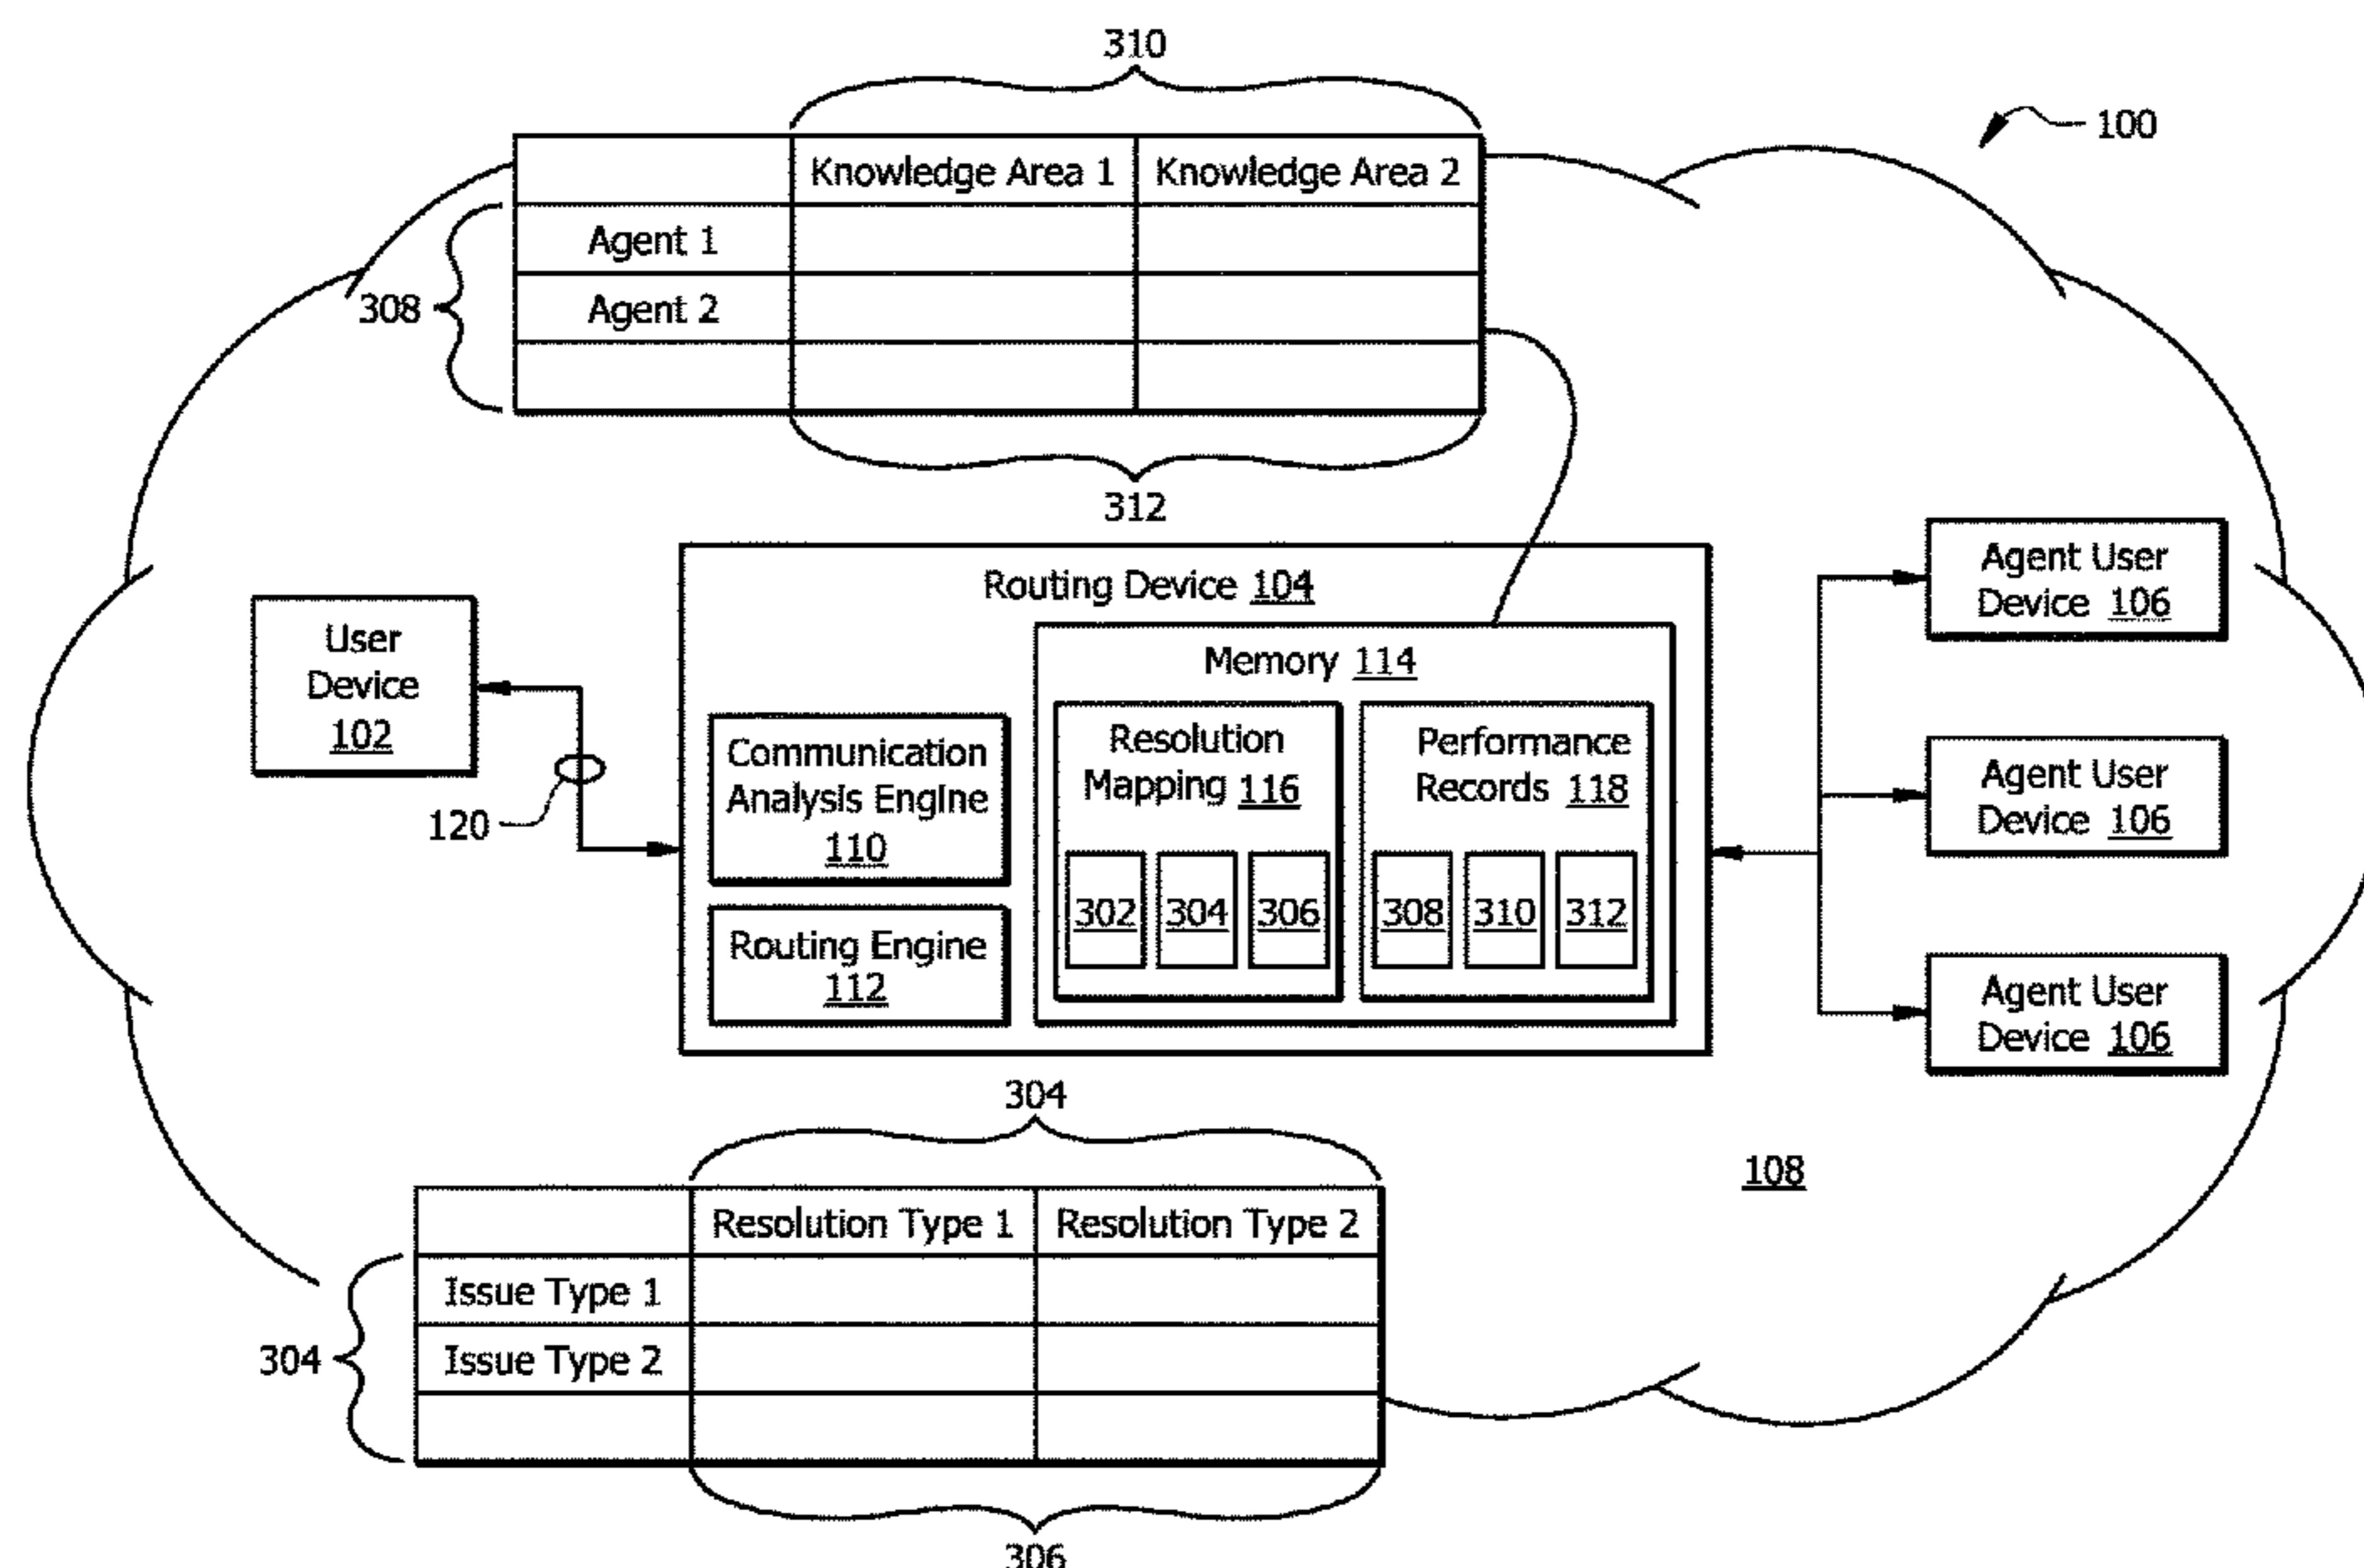 310
100
Knowledge Area 1 Knowledge Area 2
Agent 1
308
Agent 2
312
Routing Device 104
User
Device
102
120
Communication
Analysis Engine
110
Routing Engine
112
Memory 114
Resolution
Mapping 116
302 304 306
Performance
Records 118
308 310 312
Agent User
Device 106
Agent User
Device 106
Agent User
Device 106
108
304
Resolution Type 1 Resolution Type 2
Issue Type 1
304
Issue Type 2
306